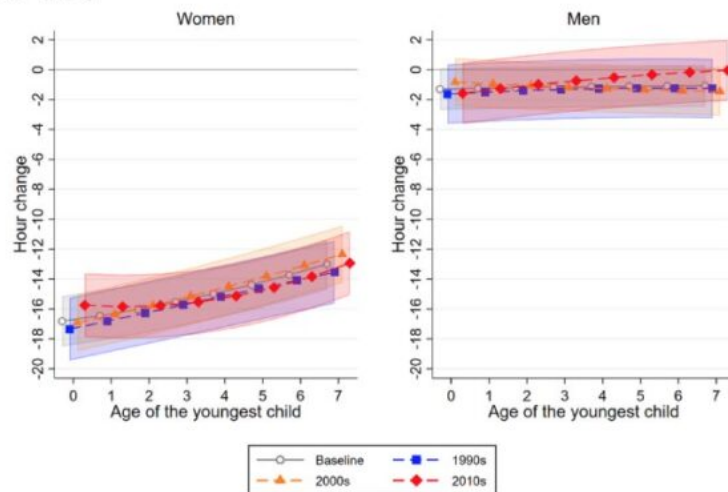 Women
Men
Hour change
2
0
-2
-4
-6
-8
-10
-12
-14
-16
-18
-20
0 1 2 3 4 5 6 7
Age of the youngest child
Hour change
2
0
-2
-4
-6
-8
-10
-12
-14
-16
-18
-20
0 1 2 3 4 5 6 7
Age of the youngest child
Baseline
1990s
2000s
2010s